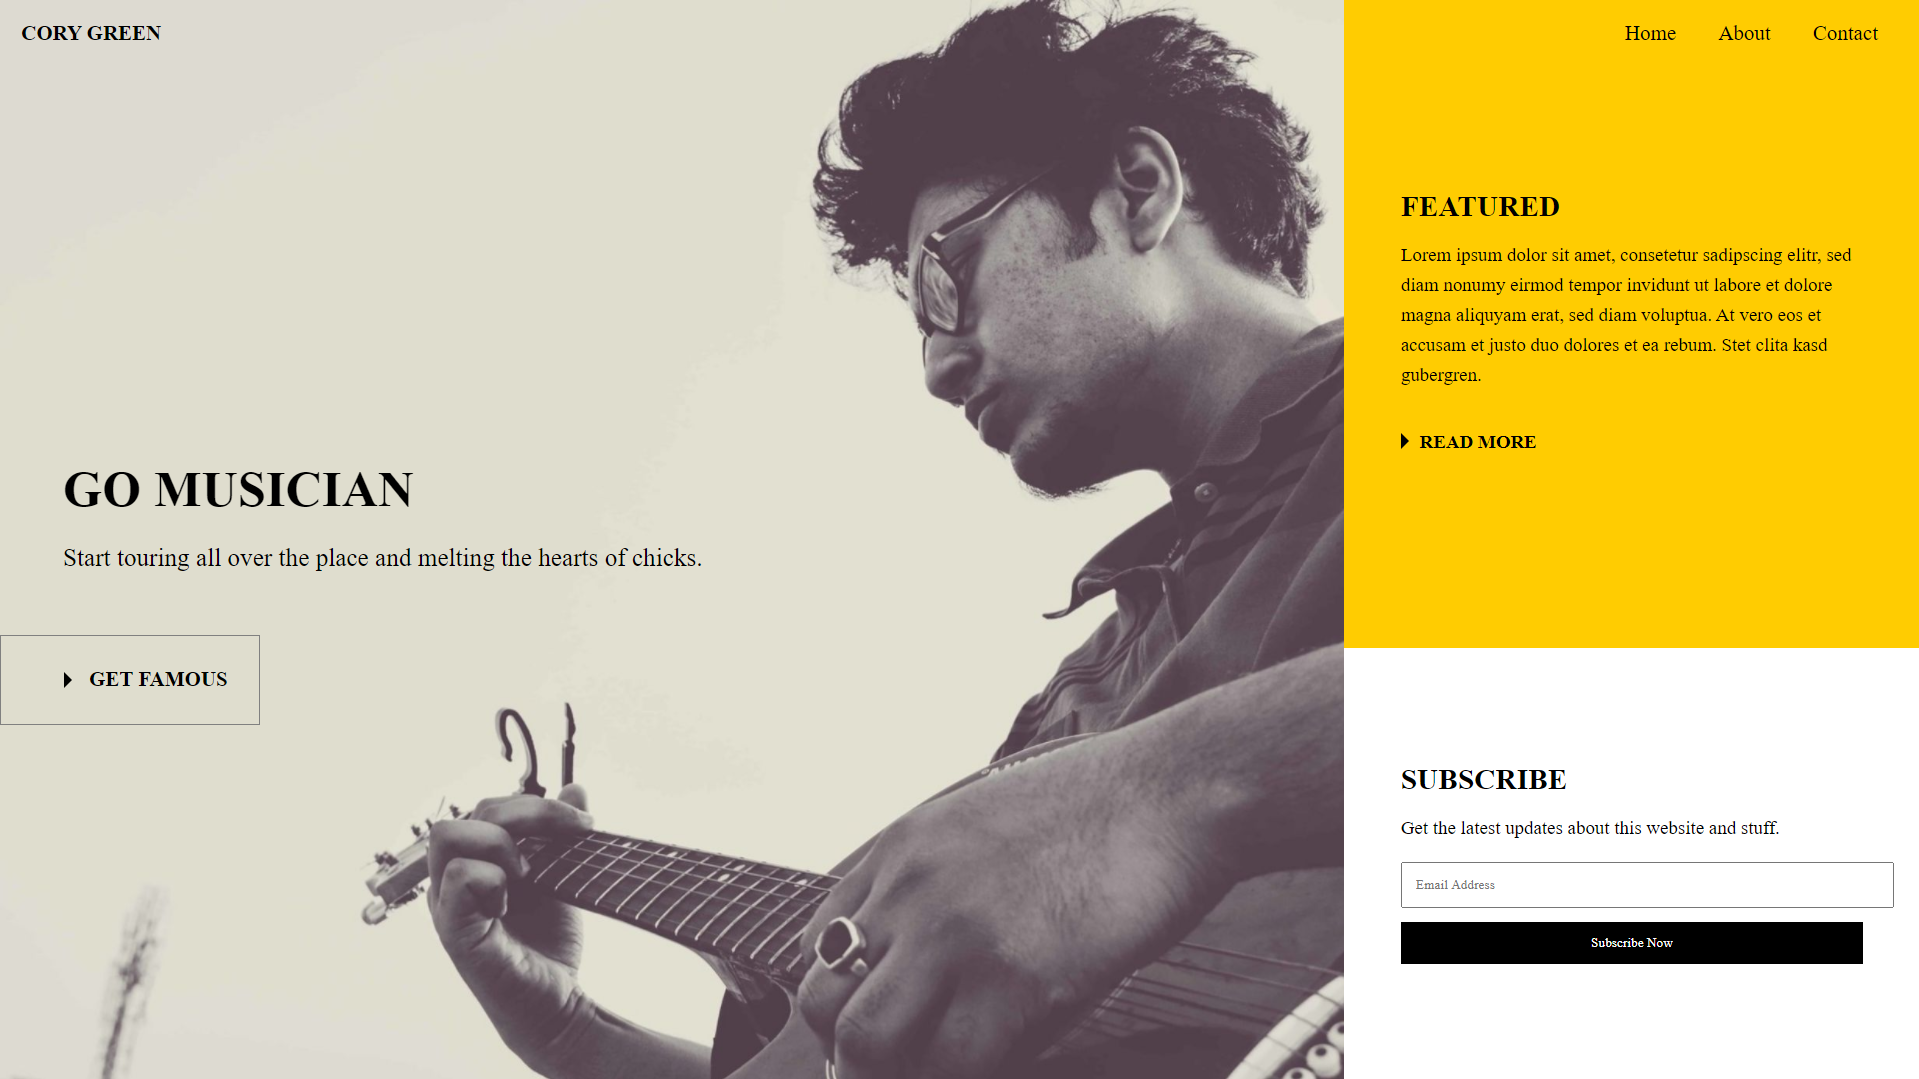 CORY GREEN
Home About Contact
GO MUSICIAN
Start touring all over the place and melting the hearts of chicks.
GET FAMOUS
FEATURED
Lorem ipsum dolor sit amet, consetetur sadipscing elitr, sed
diam nonumy eirmod tempor invidunt ut labore et dolore
magna aliquyam erat, sed diam voluptua. At vero eos et
accusam et justo duo dolores et ea rebum. Stet clita kasd
gubergren.
READ MORE
SUBSCRIBE
Get the latest updates about this website and stuff.
Email Address
Subscribe Now